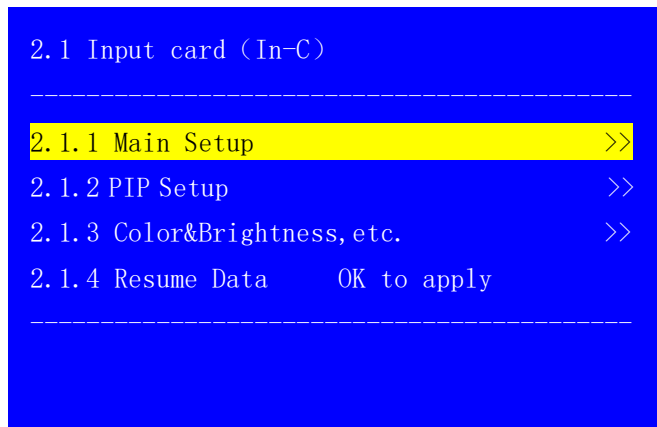 2.1 Input card（In-C）
-------------------------------------------
2.1.1 Main Setup >>
2.1.2 PIP Setup >>
2.1.3 Color&Brightness,etc. >>
2.1.4 Resume Data OK to apply
-------------------------------------------